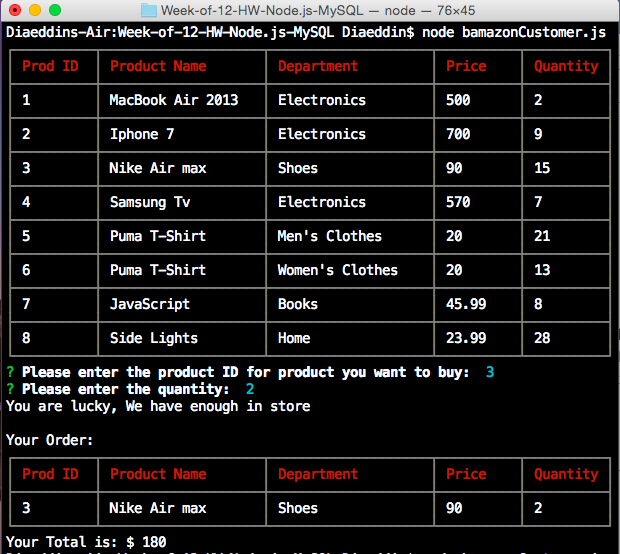 Week-of-12-HW-Node.js-MySQL — node — 76×45
Diaeddins-Air:Week-of-12-HW-Node.js-MySQL Diaeddin$ node bamazonCustomer.js
Prod ID Product Name Department Price Quantity
1 MacBook Air 2013 Electronics 500 2
2 Iphone 7 Electronics 700 9
3 Nike Air max Shoes 90 15
4 Samsung Tv Electronics 570 7
5 Puma T-Shirt Men's Clothes 20 21
6 Puma T-Shirt Women's Clothes 20 13
7 JavaScript Books 45.99 8
8 Side Lights Home 23.99 28
? Please enter the product ID for product you want to buy: 3
? Please enter the quantity: 2
You are lucky, We have enough in store
Your Order:
Prod ID Product Name Department Price Quantity
3 Nike Air max Shoes 90 2
Your Total is: $ 180